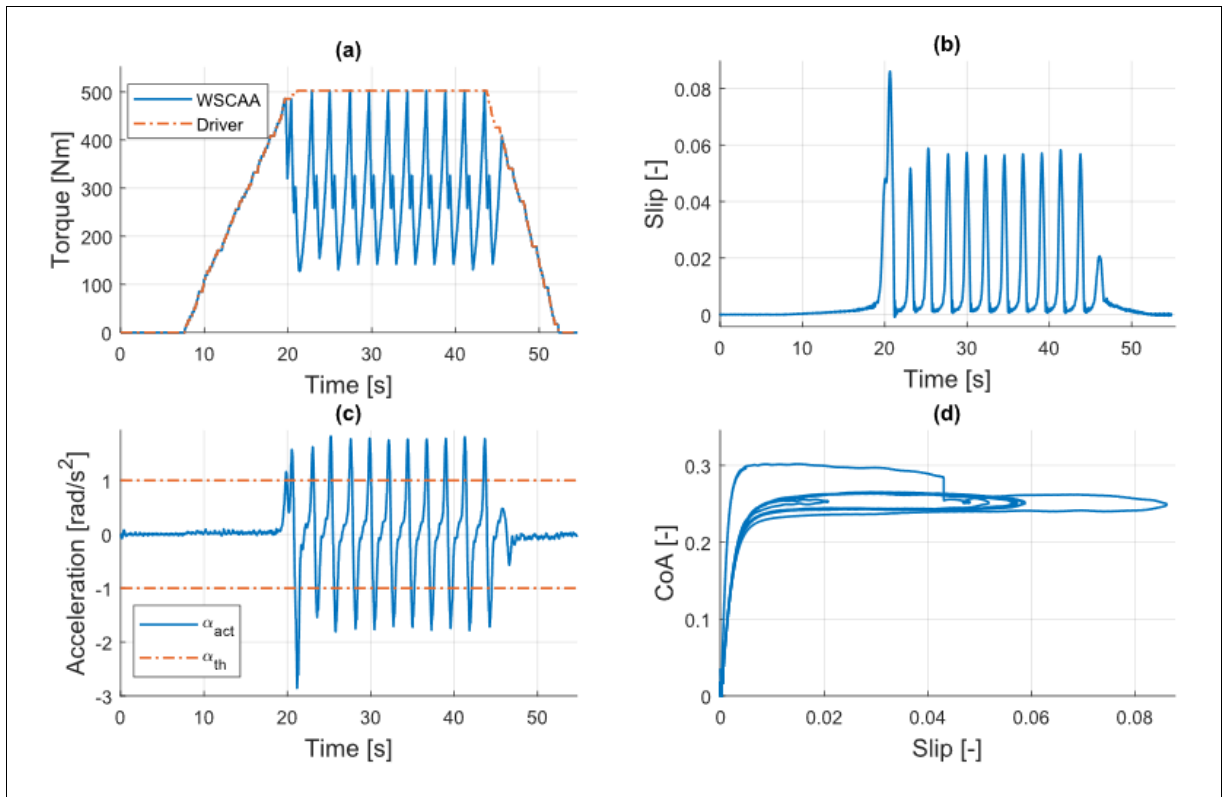 (a)
500
400
300
200
100
0
Torque [Nm]
WSCAA
Driver
0 10 20 30 40 50
Time [s]
(b)
0.08
0.06
0.04
0.02
0
Slip [-]
0 10 20 30 40 50
Time [s]
(c)
1
0
-1
-2
-3
Acceleration [rad/s²]
α_act
α_th
0 10 20 30 40 50
Time [s]
(d)
0.3
0.2
0.1
0
CoA [-]
0 0.02 0.04 0.06 0.08
Slip [-]